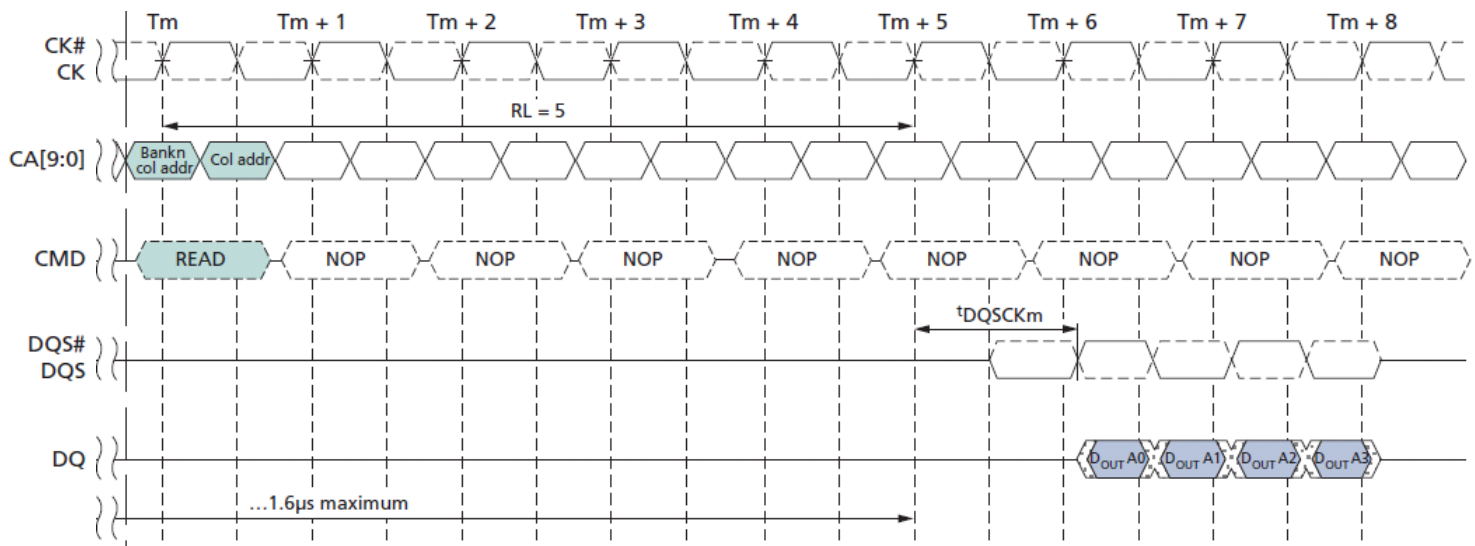 Tm Tm + 1 Tm + 2 Tm + 3 Tm + 4 Tm + 5 Tm + 6 Tm + 7 Tm + 8
CK#
CK
RL = 5
CA[9:0] Bankn col addr Col addr
CMD READ NOP NOP NOP NOP NOP NOP NOP NOP
tDQSCKm
DQS#
DQS
DQ DOUT A0 DOUT A1 DOUT A2 DOUT A3
...1.6µs maximum